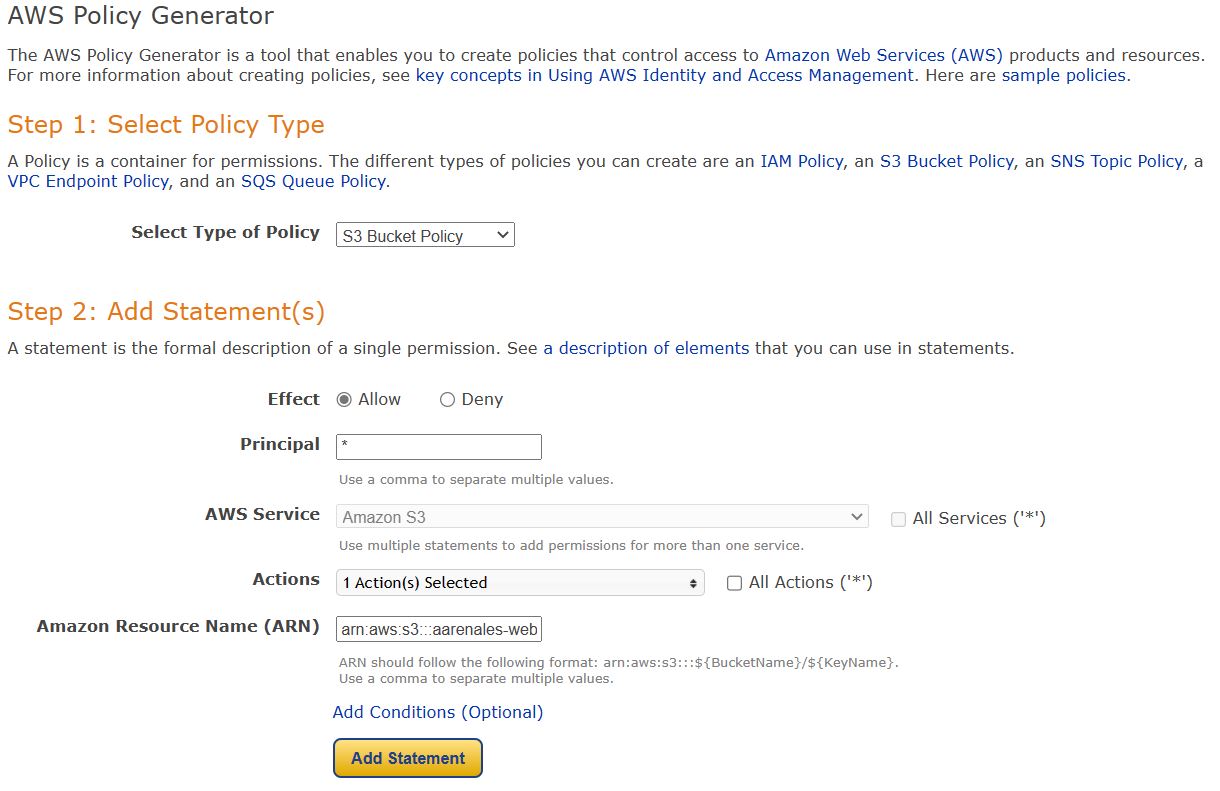 AWS Policy Generator
The AWS Policy Generator is a tool that enables you to create policies that control access to Amazon Web Services (AWS) products and resources.
For more information about creating policies, see key concepts in Using AWS Identity and Access Management. Here are sample policies.
Step 1: Select Policy Type
A Policy is a container for permissions. The different types of policies you can create are an IAM Policy, an S3 Bucket Policy, an SNS Topic Policy, a
VPC Endpoint Policy, and an SQS Queue Policy.
Select Type of Policy S3 Bucket Policy
Step 2: Add Statement(s)
A statement is the formal description of a single permission. See a description of elements that you can use in statements.
Effect Allow Deny
Principal *
Use a comma to separate multiple values.
AWS Service Amazon S3 All Services ('*')
Use multiple statements to add permissions for more than one service.
Actions 1 Action(s) Selected All Actions ('*')
Amazon Resource Name (ARN) arn:aws:s3:::aarenales-web
ARN should follow the following format: arn:aws:s3:::${BucketName}/${KeyName}.
Use a comma to separate multiple values.
Add Conditions (Optional)
Add Statement